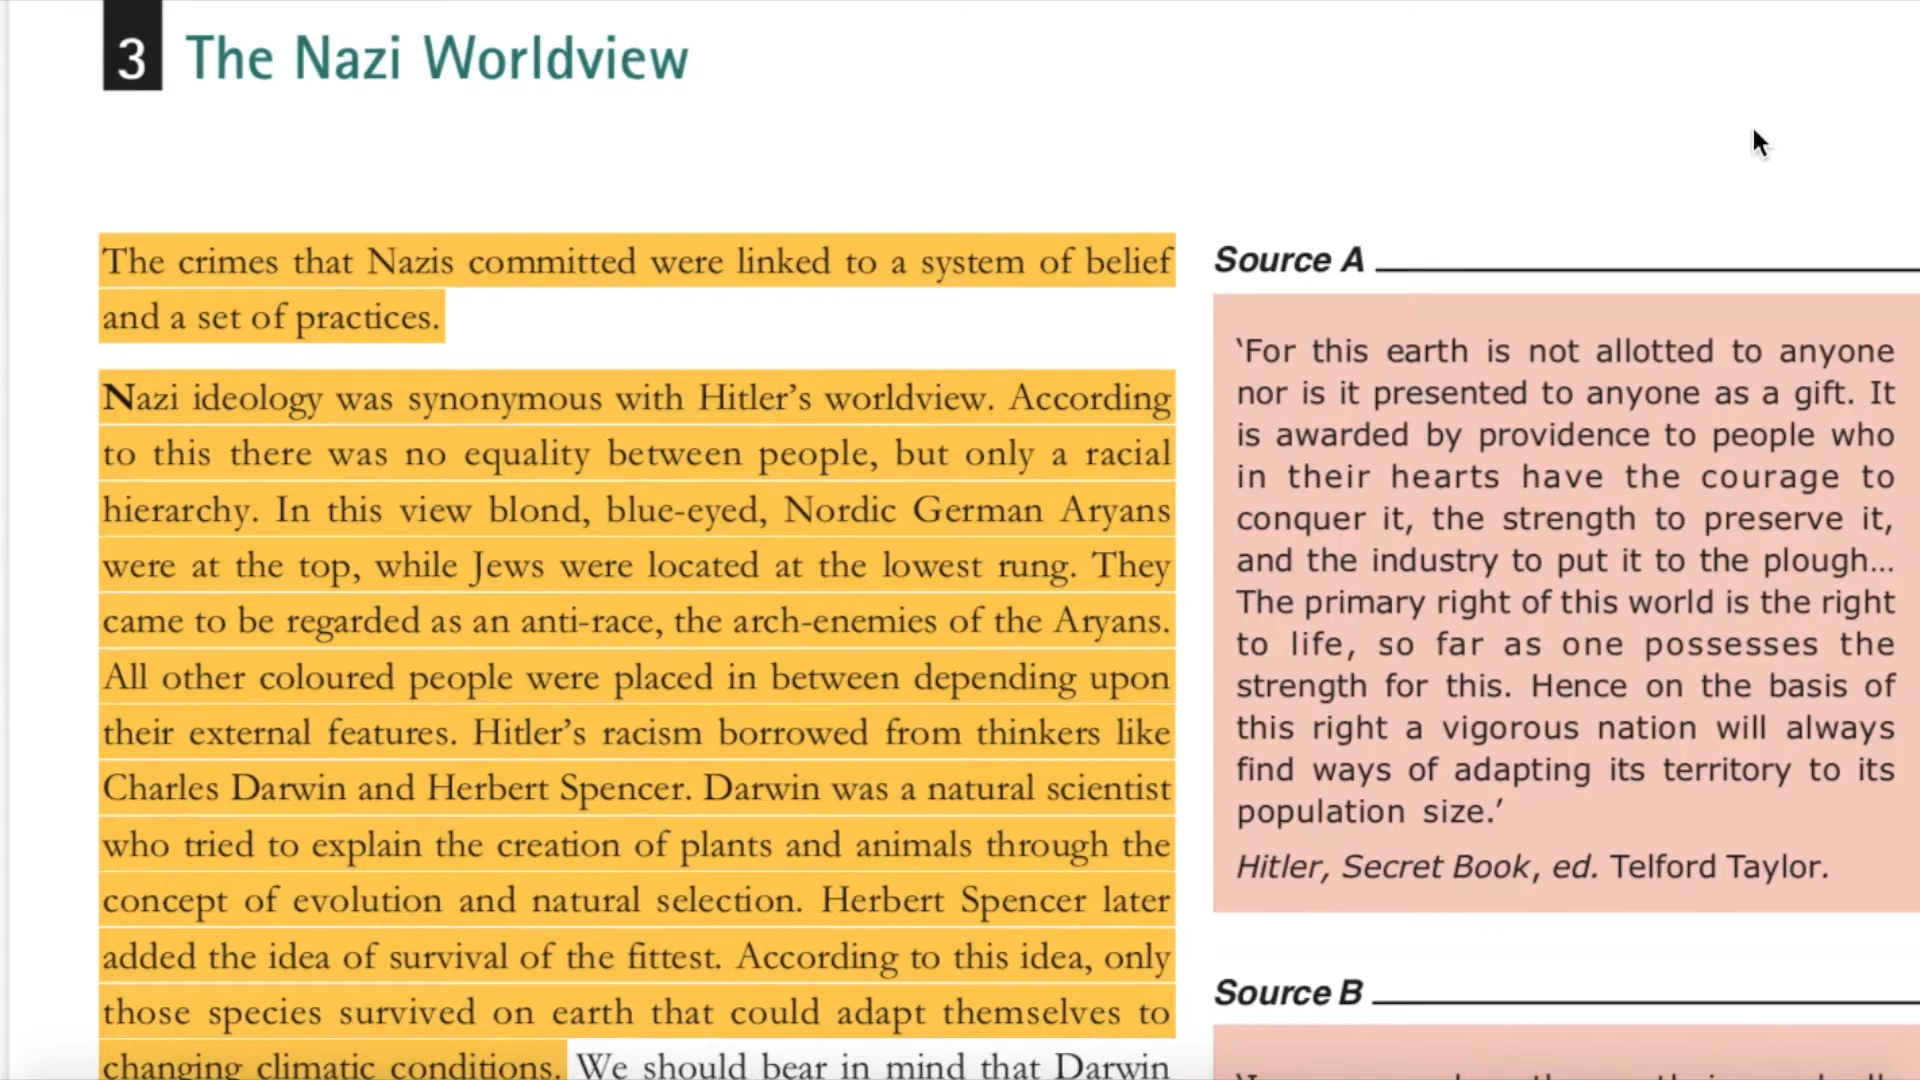 3 The Nazi Worldview
The crimes that Nazis committed were linked to a system of belief
and a set of practices.
Nazi ideology was synonymous with Hitler’s worldview. According
to this there was no equality between people, but only a racial
hierarchy. In this view blond, blue-eyed, Nordic German Aryans
were at the top, while Jews were located at the lowest rung. They
came to be regarded as an anti-race, the arch-enemies of the Aryans.
All other coloured people were placed in between depending upon
their external features. Hitler’s racism borrowed from thinkers like
Charles Darwin and Herbert Spencer. Darwin was a natural scientist
who tried to explain the creation of plants and animals through the
concept of evolution and natural selection. Herbert Spencer later
added the idea of survival of the fittest. According to this idea, only
those species survived on earth that could adapt themselves to
changing climatic conditions. We should bear in mind that Darwin
Source A
‘For this earth is not allotted to anyone
nor is it presented to anyone as a gift. It
is awarded by providence to people who
in their hearts have the courage to
conquer it, the strength to preserve it,
and the industry to put it to the plough…
The primary right of this world is the right
to life, so far as one possesses the
strength for this. Hence on the basis of
this right a vigorous nation will always
find ways of adapting its territory to its
population size.’
Hitler, Secret Book, ed. Telford Taylor.
Source B